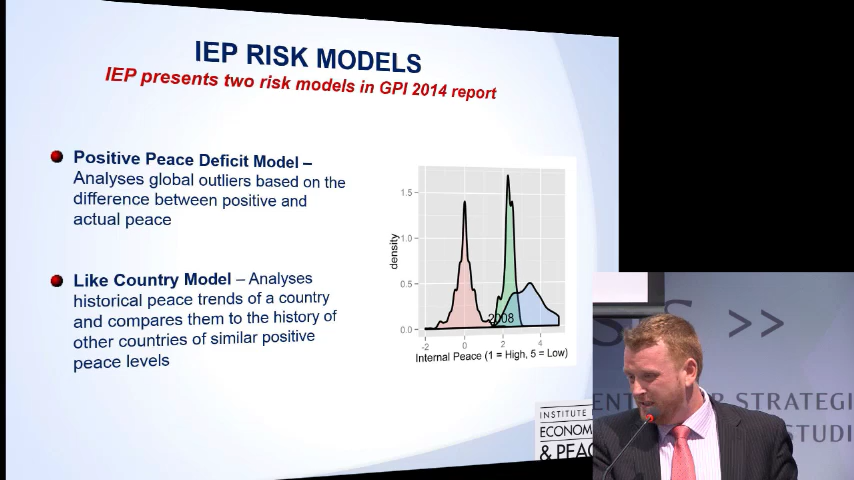 IEP RISK MODELS
IEP presents two risk models in GPI 2014 report
Positive Peace Deficit Model –
Analyses global outliers based on the
difference between positive and
actual peace
Like Country Model – Analyses
historical peace trends of a country
and compares them to the history of
other countries of similar positive
peace levels
density
1.5
1.0
0.5
0.0
2008
-2
0
2
4
Internal Peace (1 = High, 5 = Low)
INSTITUTE
ECONOM
& PEAC
SIS >>
STRATEGI
STUDI